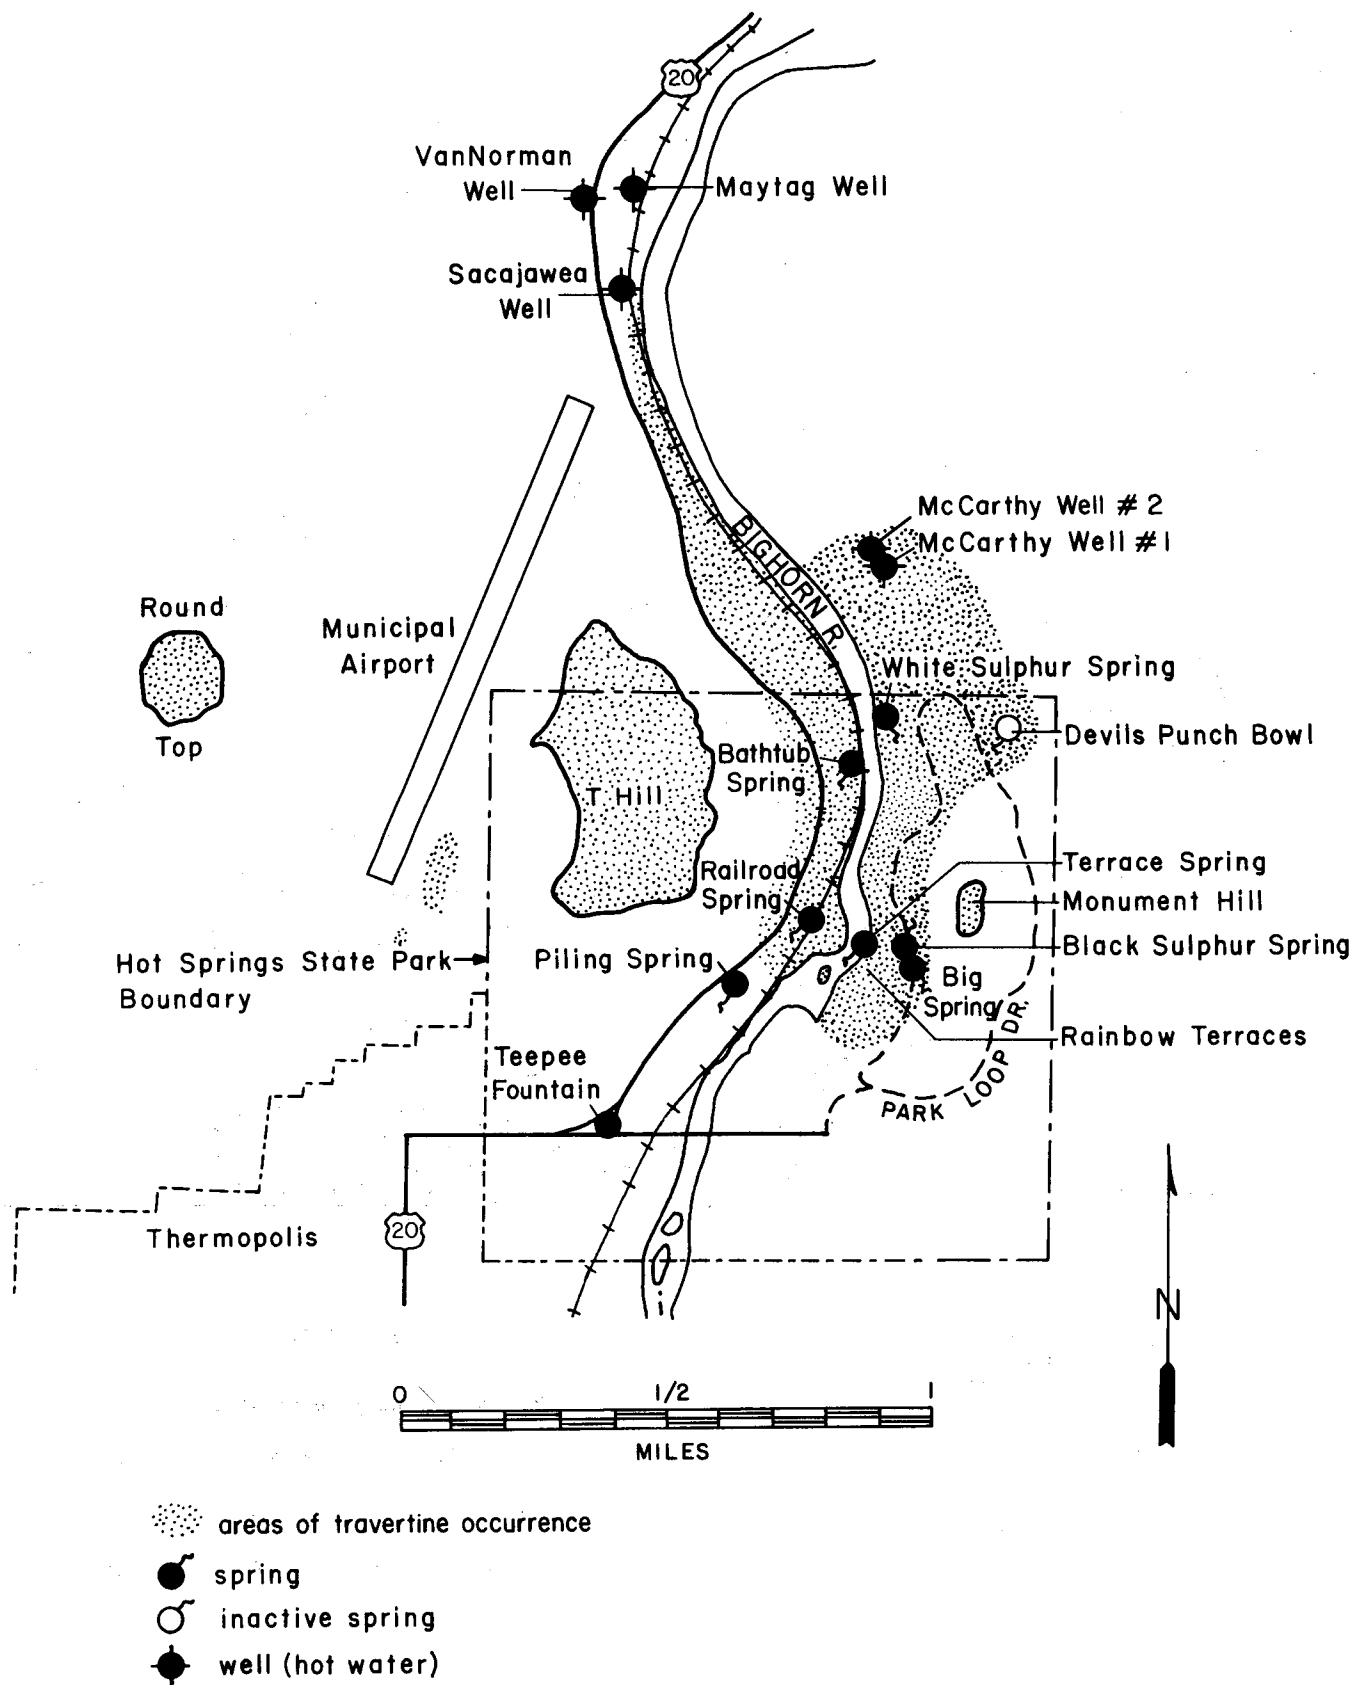 20
VanNorman
Well
Maytag Well
Sacajawea
Well
McCarthy Well # 2
McCarthy Well #1
BIGHORN R
Round
Top
Municipal
Airport
White Sulphur Spring
Devils Punch Bowl
Bathtub
Spring
T Hill
Terrace Spring
Railroad
Spring
Monument Hill
Black Sulphur Spring
Hot Springs State Park
Boundary
Piling Spring
Big
Spring
Rainbow Terraces
Teepee
Fountain
PARK LOOP DR.
Thermopolis
20
N
0 1/2 1
MILES
areas of travertine occurrence
spring
inactive spring
well (hot water)